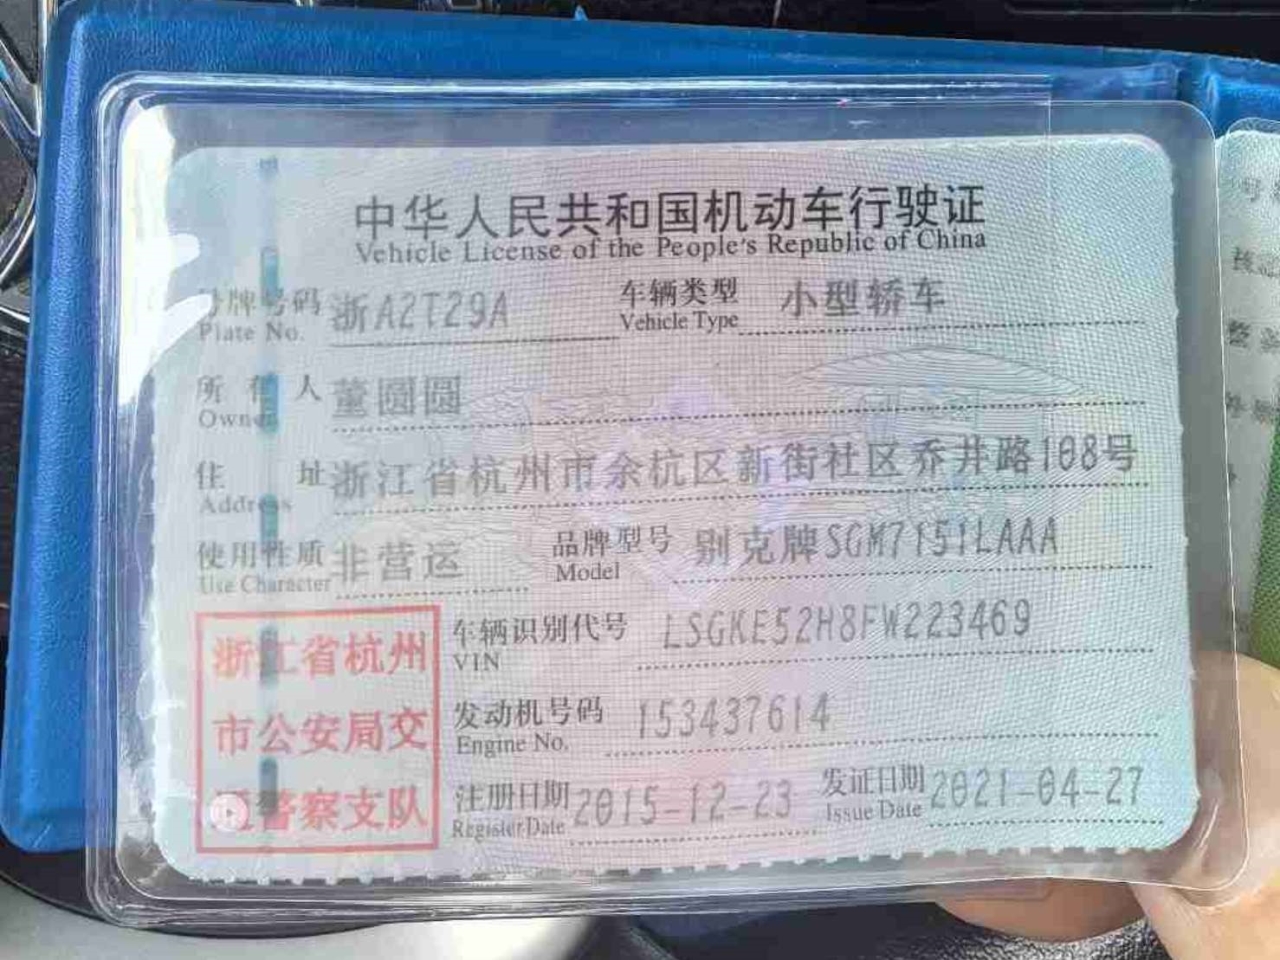 中华人民共和国机动车行驶证
Vehicle License of the People's Republic of China
号牌号码 浙A2T29A 车辆类型 小型轿车
Plate No. Vehicle Type
所有人 董圆圆
Owner
住址 浙江省杭州市余杭区新街社区乔井路108号
Address
使用性质 非营运 品牌型号 别克牌SGM7151LAAA
Use Character Model
车辆识别代号 LSGKE52H8FW223469
VIN
发动机号码 153437614
Engine No.
注册日期 2015-12-23 发证日期 2021-04-27
Register Date Issue Date
浙江省杭州
市公安局交
通警察支队